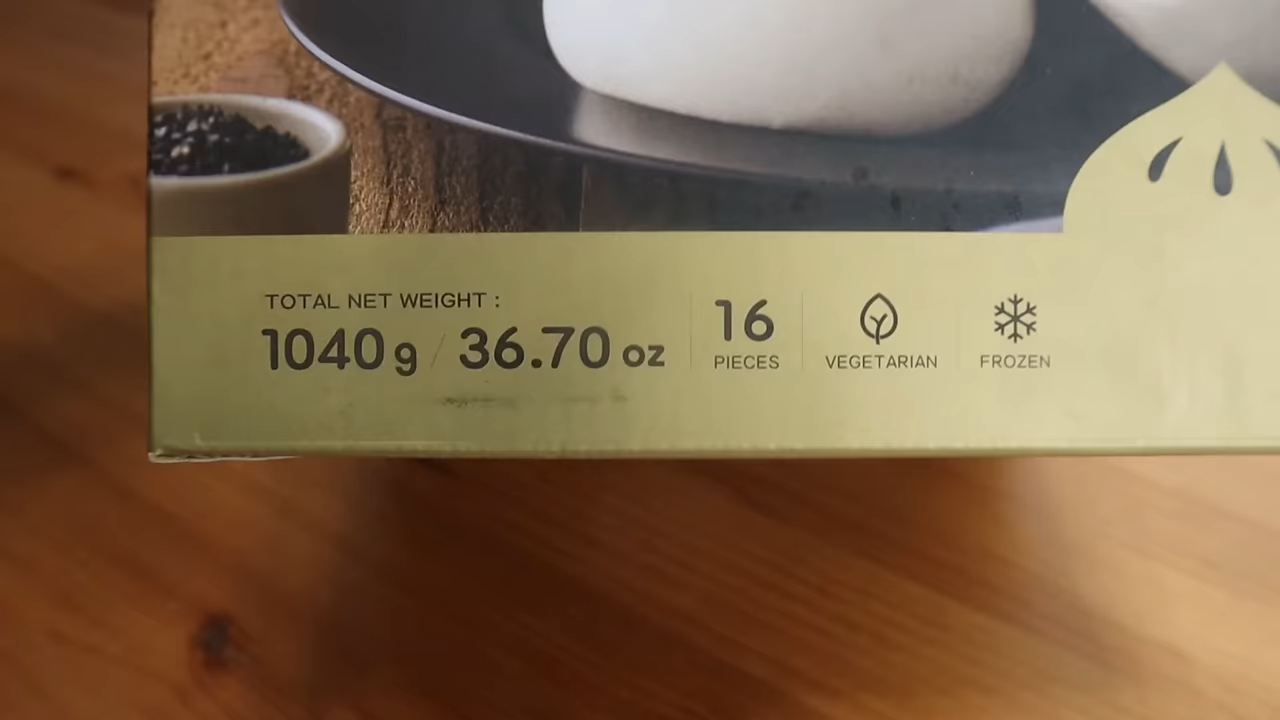 TOTAL NET WEIGHT :
1040 g / 36.70 oz
16
PIECES
VEGETARIAN
FROZEN